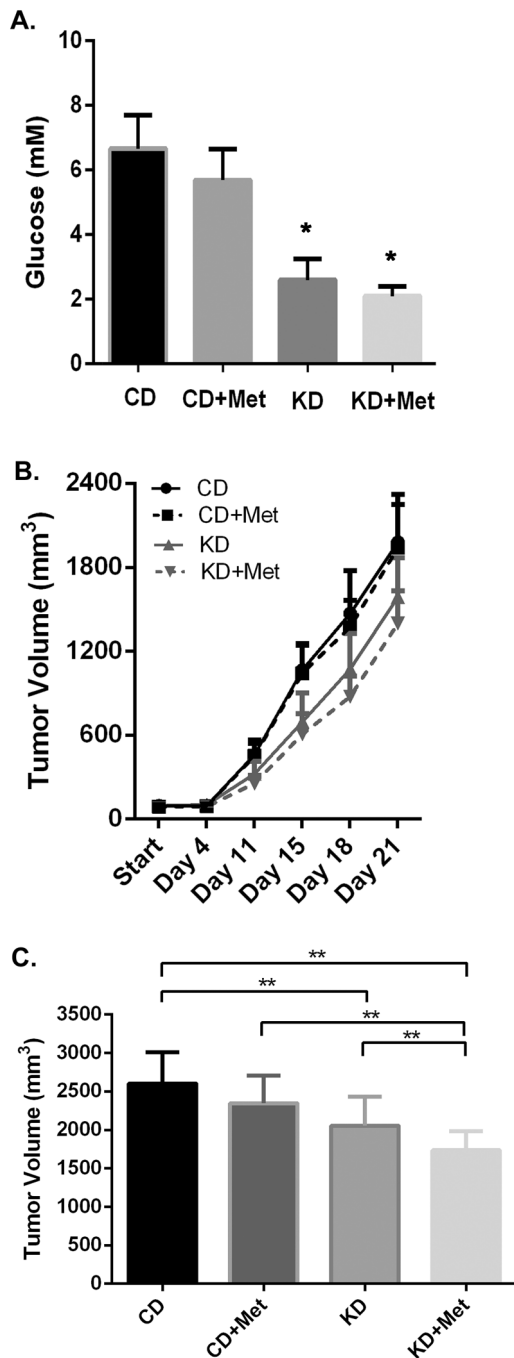 A.
Glucose (mM)
10
8
6
4
2
0
*
*
CD
CD+Met
KD
KD+Met
B.
Tumor Volume (mm³)
2400
1800
1200
600
0
CD
CD+Met
KD
KD+Met
Start
Day 4
Day 11
Day 15
Day 18
Day 21
C.
**
**
**
**
Tumor Volume (mm³)
3500
3000
2500
2000
1500
1000
500
0
CD
CD+Met
KD
KD+Met